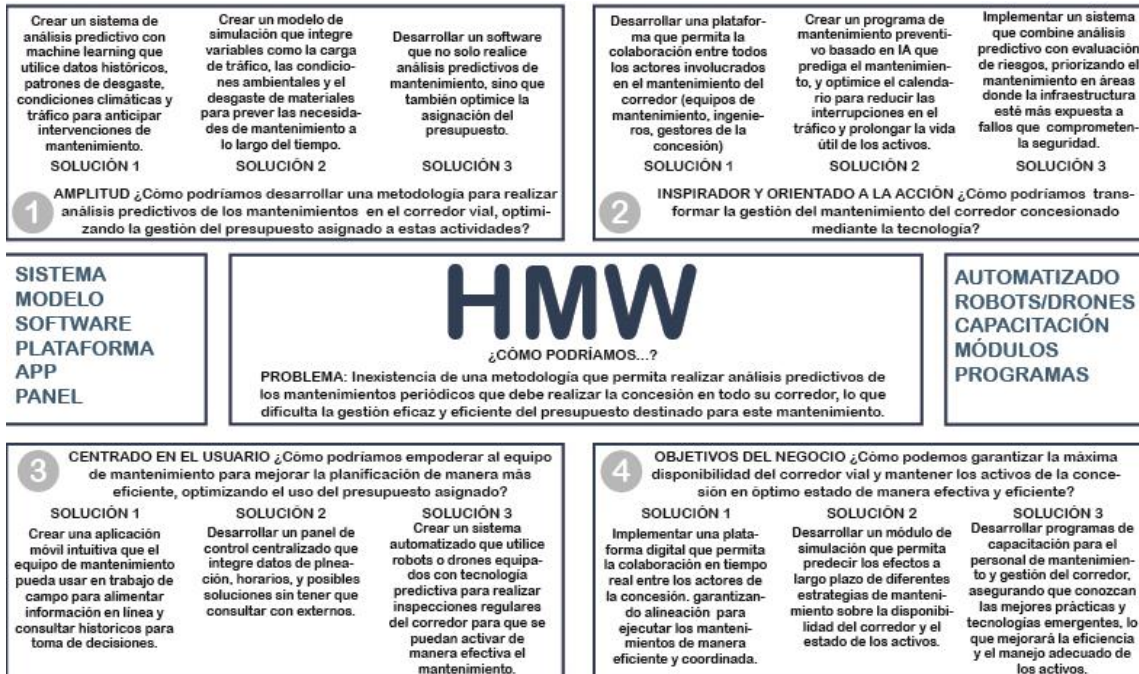 Crear un sistema de
análisis predictivo con
machine learning que
utilice datos históricos,
patrones de desgaste,
condiciones climáticas y
tráfico para anticipar
intervenciones de
mantenimiento.
SOLUCIÓN 1
Crear un modelo de
simulación que integre
variables como la carga
de tráfico, las condicio-
nes ambientales y el
desgaste de materiales
para prever las necesida-
des de mantenimiento a
lo largo del tiempo.
SOLUCIÓN 2
Desarrollar un software
que no solo realice
análisis predictivos de
mantenimiento, sino que
también optimice la
asignación del
presupuesto.
SOLUCIÓN 3
1
AMPLITUD ¿Cómo podríamos desarrollar una metodología para realizar
análisis predictivos de los mantenimientos en el corredor vial, optimi-
zando la gestión del presupuesto asignado a estas actividades?
Desarrollar una platafor-
ma que permita la
colaboración entre todos
los actores involucrados
en el mantenimiento del
corredor (equipos de
mantenimiento, ingenie-
ros, gestores de la
concesión)
SOLUCIÓN 1
Crear un programa de
mantenimiento preventi-
vo basado en IA que
prediga el mantenimien-
to, y optimice el calenda-
rio para reducir las
interrupciones en el
tráfico y prolongar la vida
útil de los activos.
SOLUCIÓN 2
Implementar un sistema
que combine análisis
predictivo con evaluación
de riesgos, priorizando el
mantenimiento en áreas
donde la infraestructura
esté más expuesta a
fallos que comprometen-
la seguridad.
SOLUCIÓN 3
2
INSPIRADOR Y ORIENTADO A LA ACCIÓN ¿Cómo podríamos trans-
formar la gestión del mantenimiento del corredor concesionado
mediante la tecnología?
SISTEMA
MODELO
SOFTWARE
PLATAFORMA
APP
PANEL
HMW
¿CÓMO PODRÍAMOS...?
PROBLEMA: Inexistencia de una metodología que permita realizar análisis predictivos de
los mantenimientos periódicos que debe realizar la concesión en todo su corredor, lo que
dificulta la gestión eficaz y eficiente del presupuesto destinado para este mantenimiento.
AUTOMATIZADO
ROBOTS/DRONES
CAPACITACIÓN
MÓDULOS
PROGRAMAS
3
CENTRADO EN EL USUARIO ¿Cómo podríamos empoderar al equipo
de mantenimiento para mejorar la planificación de manera más
eficiente, optimizando el uso del presupuesto asignado?
SOLUCIÓN 1
Crear una aplicación
móvil intuitiva que el
equipo de mantenimiento
pueda usar en trabajo de
campo para alimentar
información en línea y
consultar historicos para
toma de decisiones.
SOLUCIÓN 2
Desarrollar un panel de
control centralizado que
integre datos de plnea-
ción, horarios, y posibles
soluciones sin tener que
consultar con externos.
SOLUCIÓN 3
Crear un sistema
automatizado que utilice
robots o drones equipa-
dos con tecnología
predictiva para realizar
inspecciones regulares
del corredor para que se
puedan activar de
manera efectiva el
mantenimiento.
4
OBJETIVOS DEL NEGOCIO ¿Cómo podemos garantizar la máxima
disponibilidad del corredor vial y mantener los activos de la conce-
sión en óptimo estado de manera efectiva y eficiente?
SOLUCIÓN 1
Implementar una plata-
forma digital que permita
la colaboración en tiempo
real entre los actores de
la concesión. garantizan-
do alineación para
ejecutar los manteni-
mientos de manera
eficiente y coordinada.
SOLUCIÓN 2
Desarrollar un módulo de
simulación que permita
predecir los efectos a
largo plazo de diferentes
estrategias de manteni-
miento sobre la disponibi-
lidad del corredor y el
estado de los activos.
SOLUCIÓN 3
Desarrollar programas de
capacitación para el
personal de mantenimien-
to y gestión del corredor,
asegurando que conozcan
las mejores prácticas y
tecnologías emergentes, lo
que mejorará la eficiencia
y el manejo adecuado de
los activos.